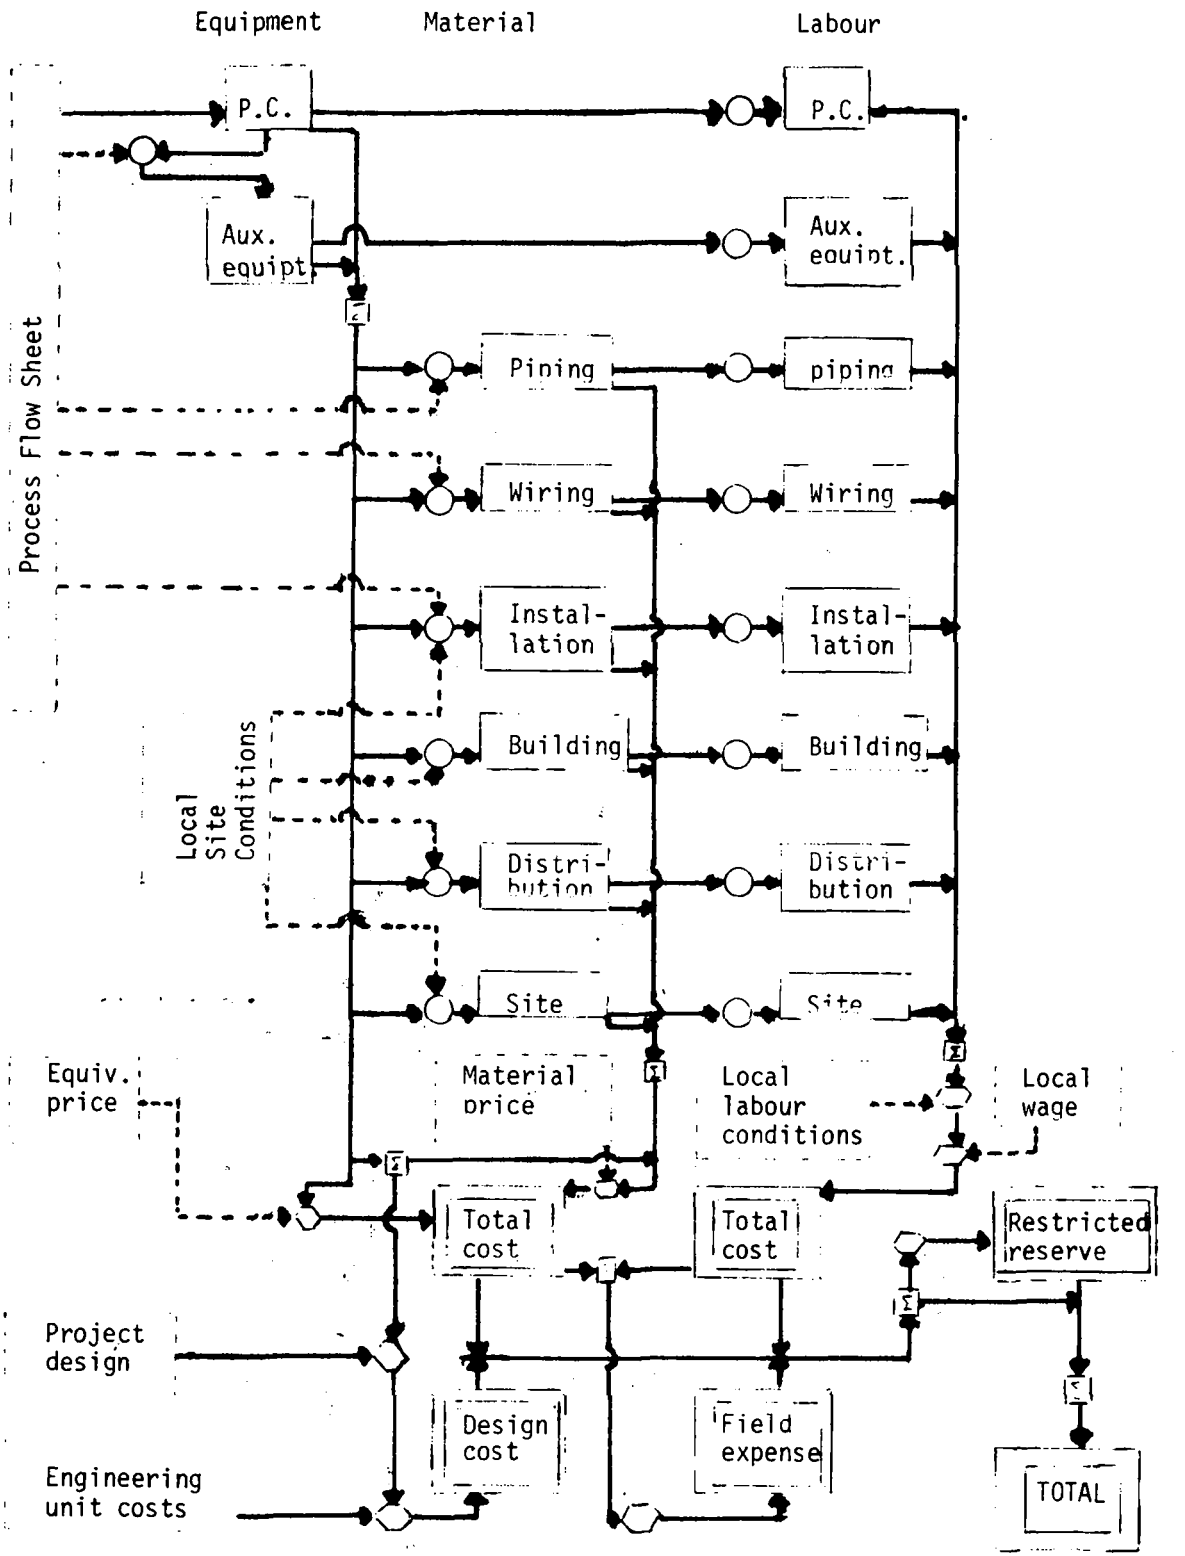 Equipment
Material
Labour
P.C.
P.C.
Aux.
equipt.
Aux.
equipt.
Process Flow Sheet
Piping
piping
Wiring
Wiring
Instal-
lation
Instal-
lation
Local
Site
Conditions
Building
Building
Distri-
bution
Distri-
bution
Site
Site
Σ
Σ
Equiv.
price
Material
price
Local
labour
conditions
Local
wage
Σ
Total
cost
Total
cost
Restricted
reserve
Σ
Project
design
Design
cost
Field
expense
Engineering
unit costs
TOTAL